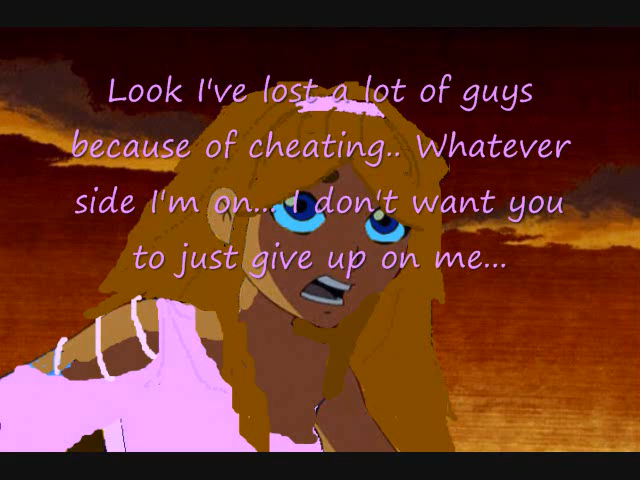 Look I've lost a lot of guys
because of cheating.. Whatever
side I'm on... I don't want you
to just give up on me...